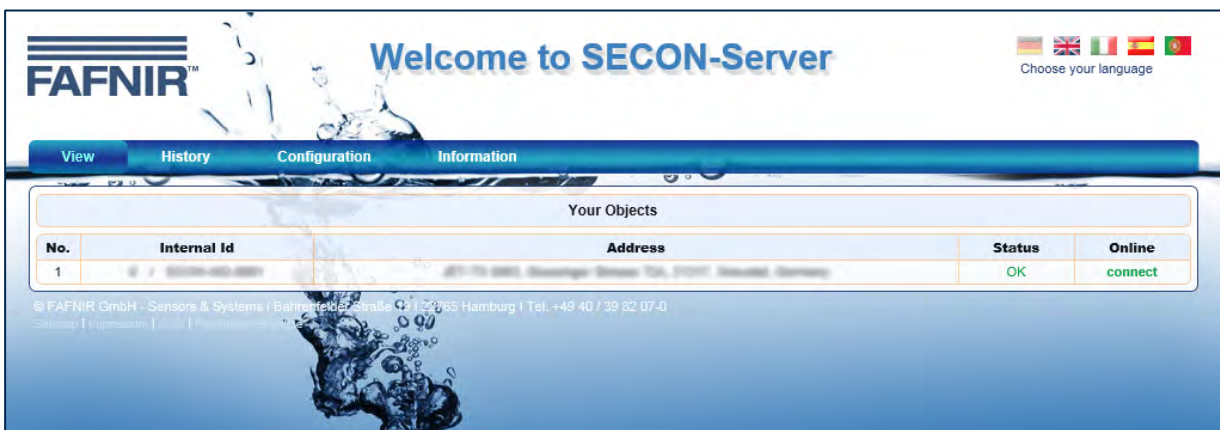 FAFNIR™
Welcome to SECON-Server
Choose your language
View History Configuration Information
Your Objects
No. Internal Id Address Status Online
1 OK connect
© FAFNIR GmbH - Sensors & Systems I Bahrenfelder Straße 19 I 22765 Hamburg I Tel. +49 40 / 39 82 07-0
Sitemap I Impressum I